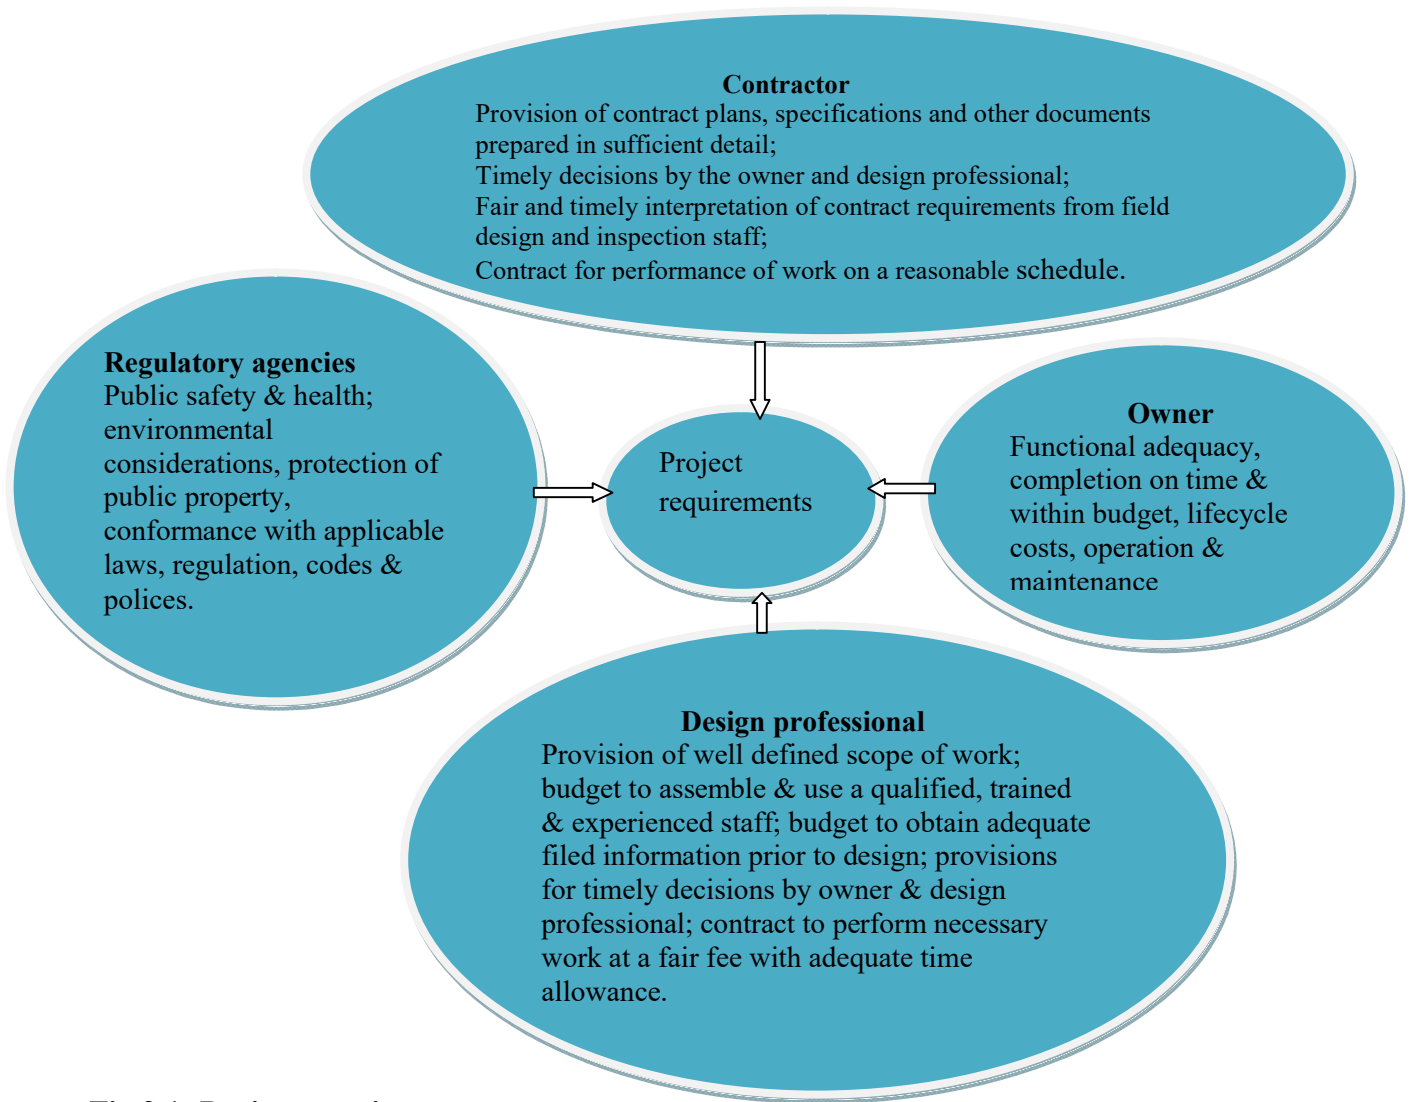 Contractor
Provision of contract plans, specifications and other documents
prepared in sufficient detail;
Timely decisions by the owner and design professional;
Fair and timely interpretation of contract requirements from field
design and inspection staff;
Contract for performance of work on a reasonable schedule.
Regulatory agencies
Public safety & health;
environmental
considerations, protection of
public property,
conformance with applicable
laws, regulation, codes &
polices.
Project
requirements
Owner
Functional adequacy,
completion on time &
within budget, lifecycle
costs, operation &
maintenance
Design professional
Provision of well defined scope of work;
budget to assemble & use a qualified, trained
& experienced staff; budget to obtain adequate
filed information prior to design; provisions
for timely decisions by owner & design
professional; contract to perform necessary
work at a fair fee with adequate time
allowance.